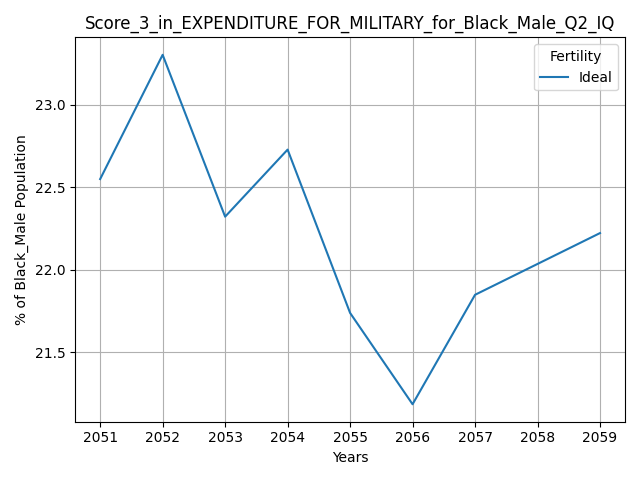 Score_3_in_EXPENDITURE_FOR_MILITARY_for_Black_Male_Q2_IQ
Fertility
Ideal
% of Black_Male Population
23.0
22.5
22.0
21.5
2051 2052 2053 2054 2055 2056 2057 2058 2059
Years